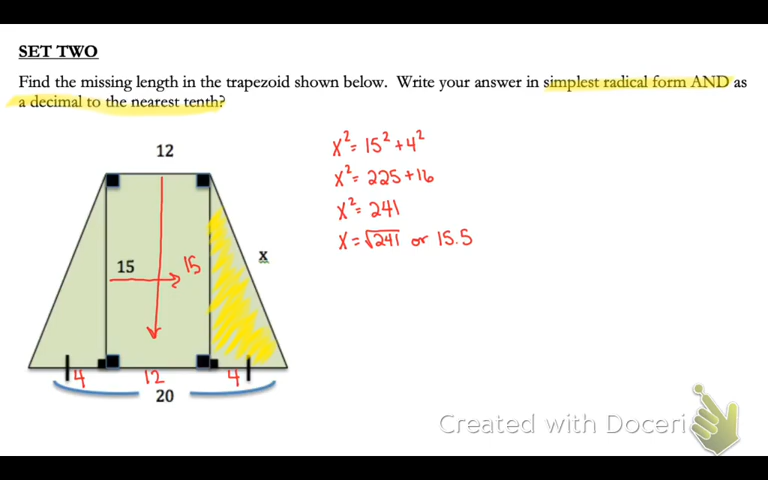 SET TWO
Find the missing length in the trapezoid shown below. Write your answer in simplest radical form AND as
a decimal to the nearest tenth?
12
x² = 15² + 4²
x² = 225 + 16
x² = 241
x = √241 or 15.5
15
15
x
4
12
4
20
Created with Doceri